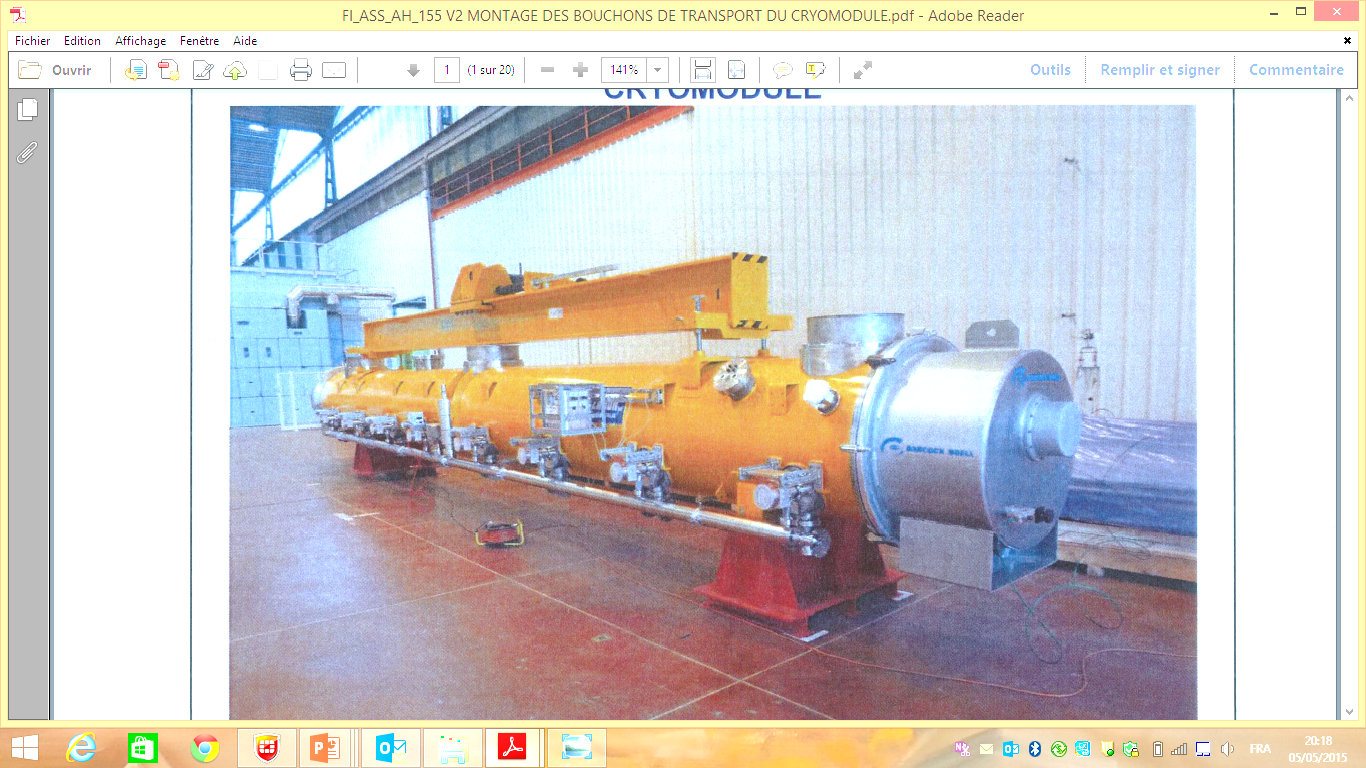 FI_ASS_AH_155 V2 MONTAGE DES BOUCHONS DE TRANSPORT DU CRYOMODULE.pdf - Adobe Reader
Fichier Edition Affichage Fenêtre Aide
Ouvrir 1 (1 sur 20) 141% Outils Remplir et signer Commentaire
CRYOMODULE
BABCOCK NOELL
FRA
20:18
05/05/2015